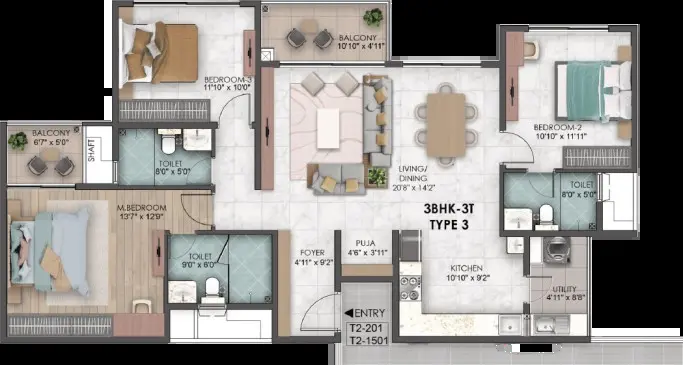 BALCONY
10'10" x 4'11"
BEDROOM-3
11'10" x 10'0"
BEDROOM-2
10'10" x 11'11"
BALCONY
6'7" x 5'0"
SHAFT
TOILET
8'0" x 5'0"
LIVING/
DINING
20'8" x 14'2"
TOILET
8'0" x 5'0"
M.BEDROOM
13'7" x 12'9"
3BHK-3T
TYPE 3
TOILET
9'0" x 6'0"
FOYER
4'11" x 9'2"
PUJA
4'6" x 3'11"
KITCHEN
10'10" x 9'2"
UTILITY
4'11" x 8'8"
ENTRY
T2-201
T2-1501